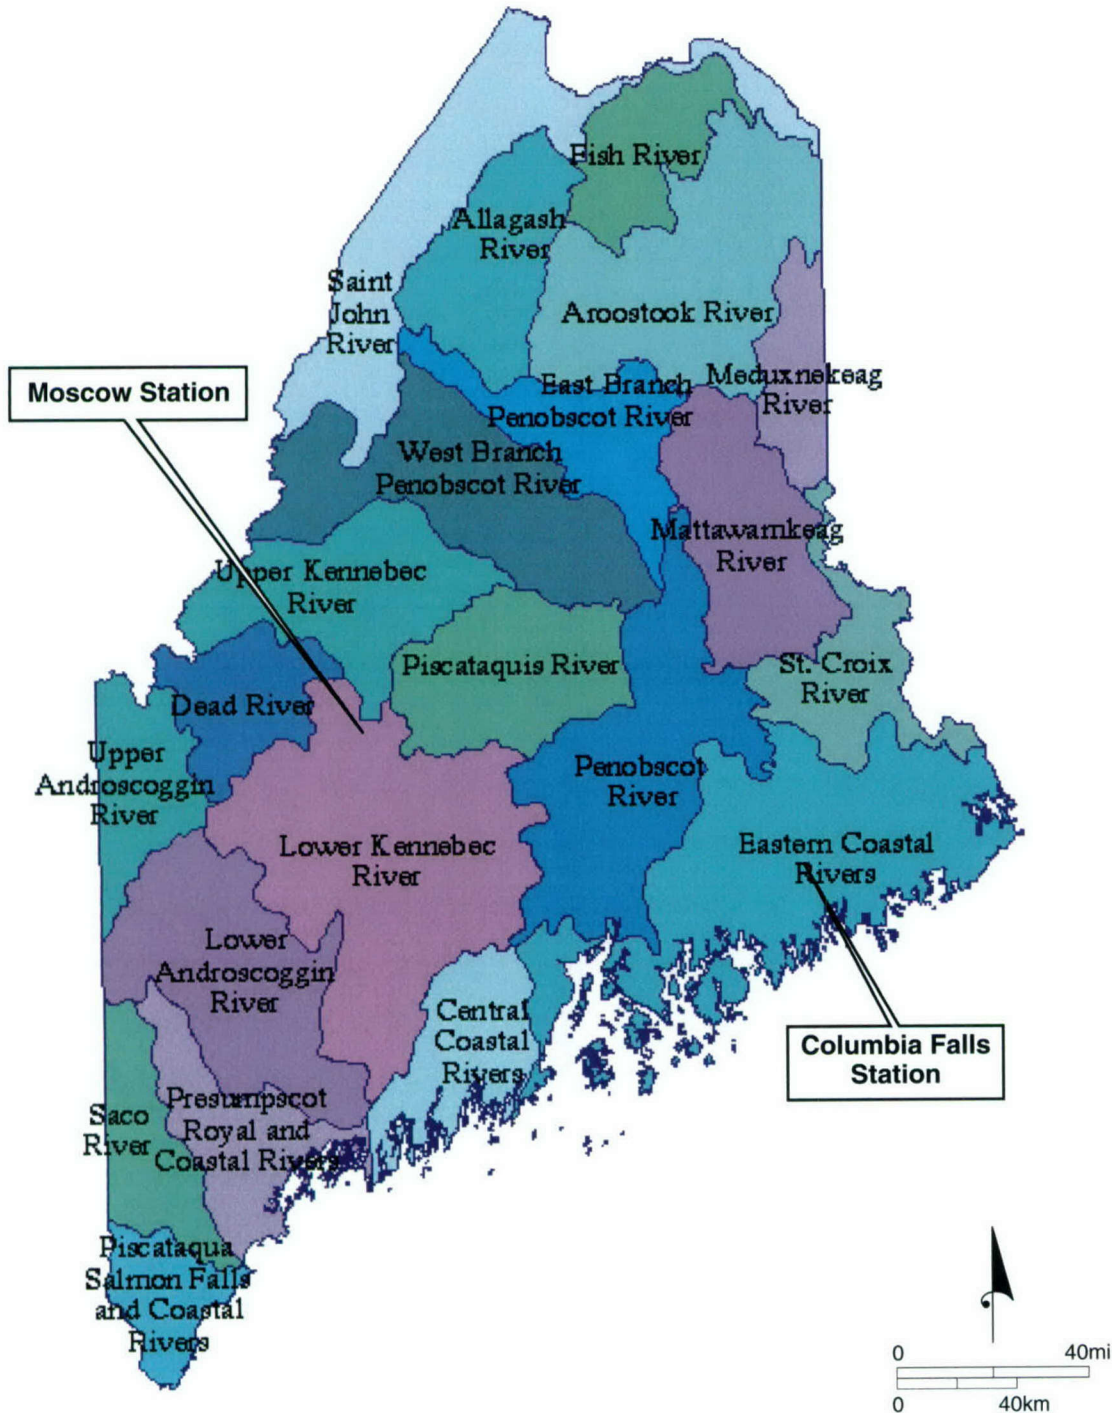 Fish River
Allagash
River
Saint
John
River
Aroostook River
Moscow Station
Meduxnekeag
River
East Branch
Penobscot River
West Branch
Penobscot River
Mattawamkeag
River
Upper Kennebec
River
Piscataquis River
St. Croix
River
Dead River
Upper
Androscoggin
River
Penobscot
River
Lower Kennebec
River
Eastern Coastal
Rivers
Lower
Androscoggin
River
Central
Coastal
Rivers
Columbia Falls
Station
Saco
River
Presumpscot
Royal and
Coastal Rivers
Piscataqua
Salmon Falls
and Coastal
Rivers
0 40mi
0 40km